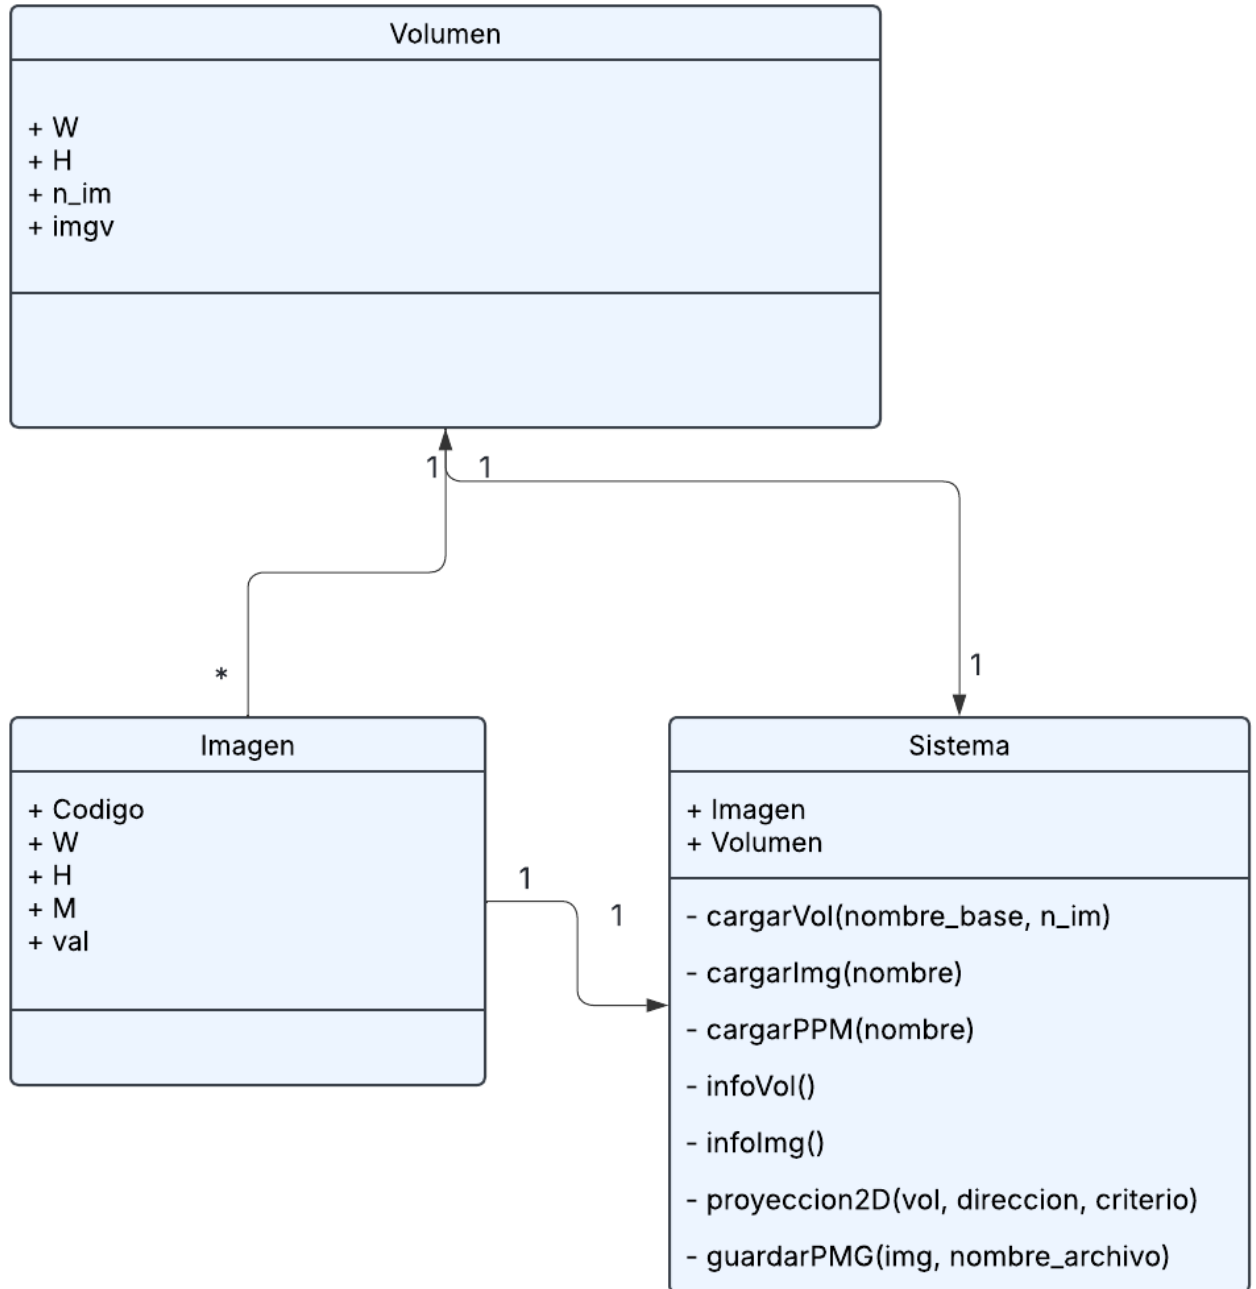 Volumen
+ W
+ H
+ n_im
+ imgv
1 1
*
1
Imagen
+ Codigo
+ W
+ H
+ M
+ val
1
1
Sistema
+ Imagen
+ Volumen
- cargarVol(nombre_base, n_im)
- cargarImg(nombre)
- cargarPPM(nombre)
- infoVol()
- infoImg()
- proyeccion2D(vol, direccion, criterio)
- guardarPMG(img, nombre_archivo)